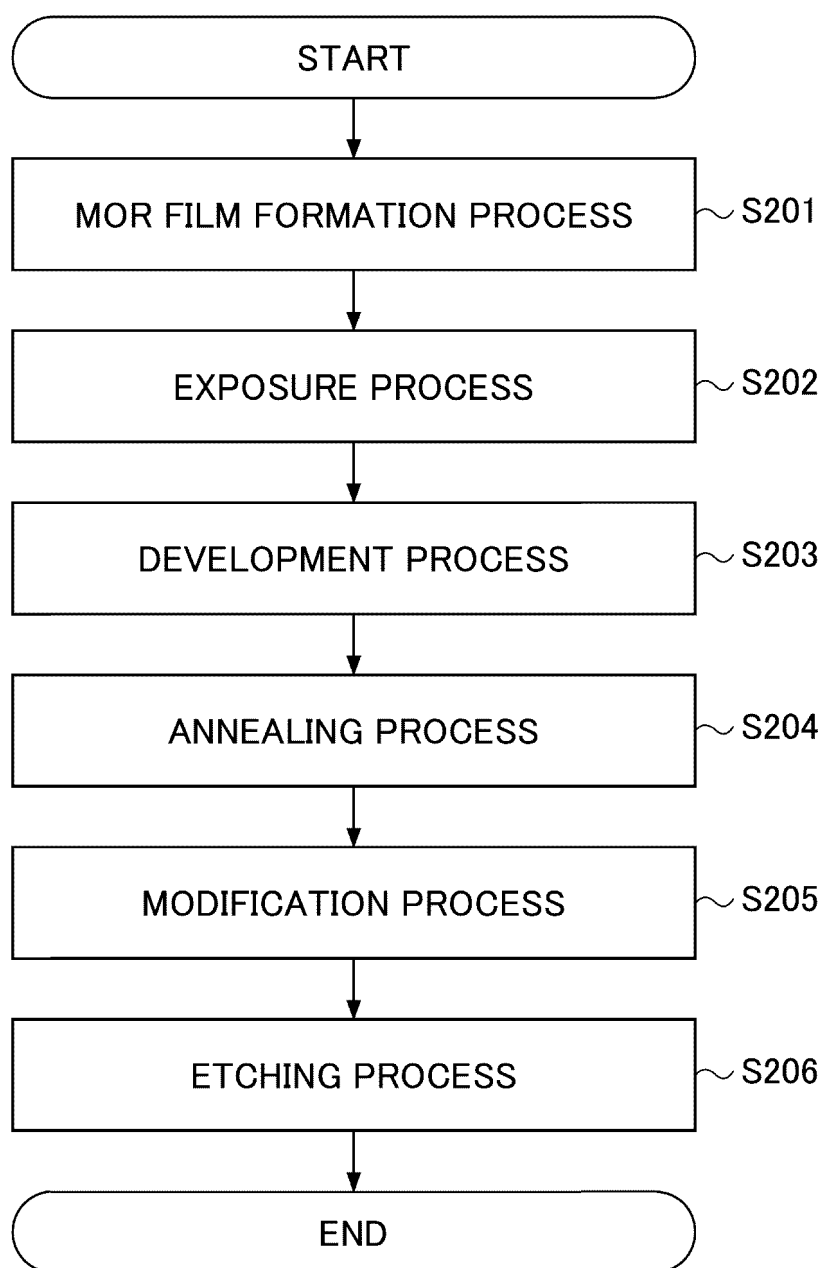 START
MOR FILM FORMATION PROCESS
S201
EXPOSURE PROCESS
S202
DEVELOPMENT PROCESS
S203
ANNEALING PROCESS
S204
MODIFICATION PROCESS
S205
ETCHING PROCESS
S206
END